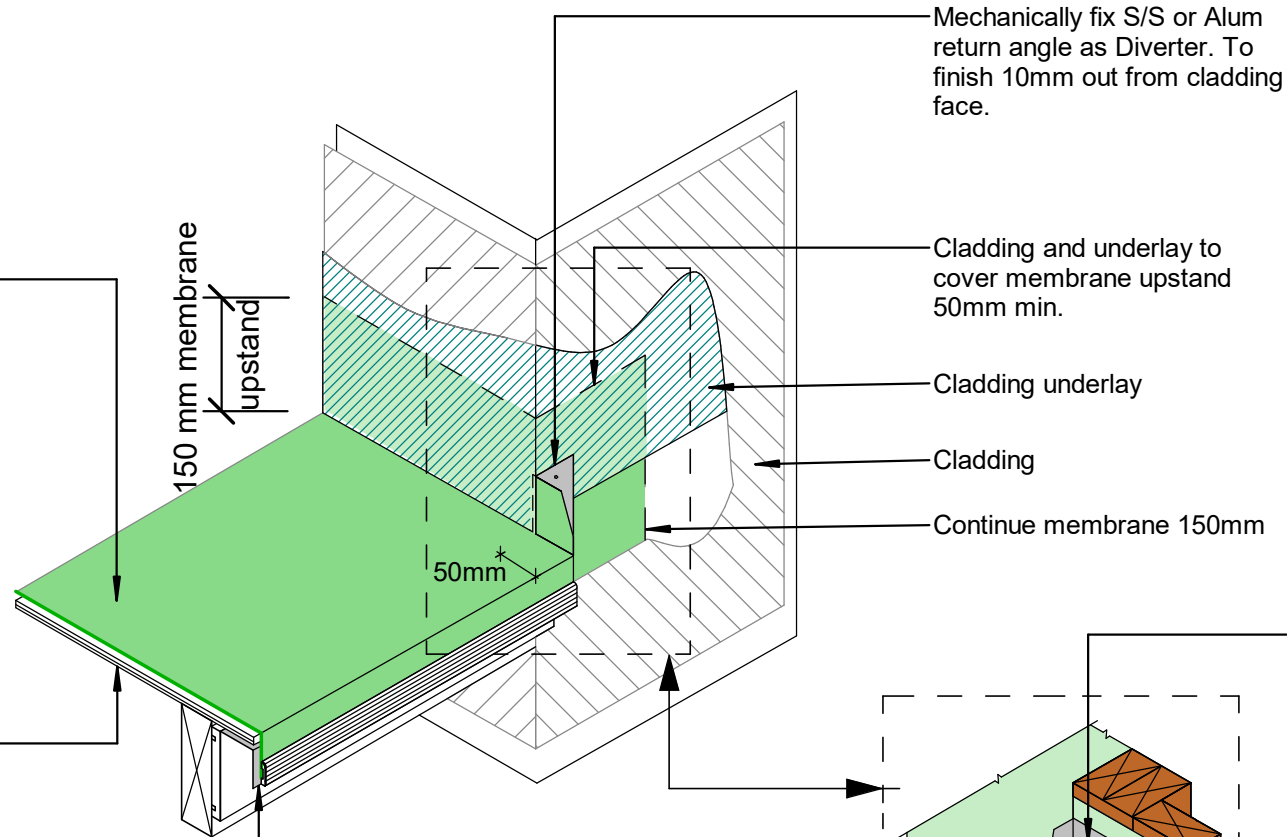 Mechanically fix S/S or Alum
return angle as Diverter. To
finish 10mm out from cladding
face.
150 mm membrane
upstand
Cladding and underlay to
cover membrane upstand
50mm min.
Cladding underlay
Cladding
Continue membrane 150mm
50mm